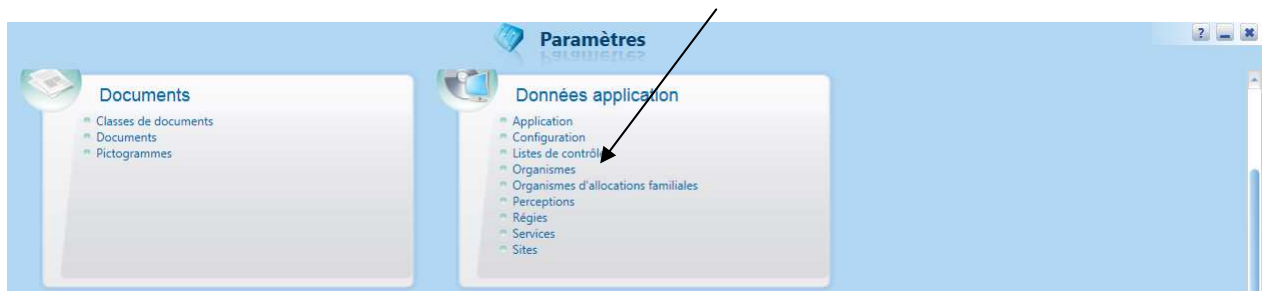 Paramètres
Documents
Classes de documents
Documents
Pictogrammes
Données application
Application
Configuration
Listes de contrôle
Organismes
Organismes d'allocations familiales
Perceptions
Régies
Services
Sites